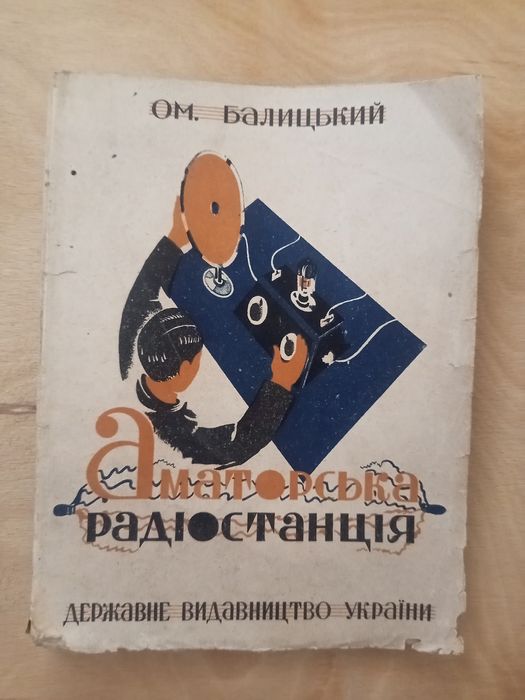 Ом. Балицький
Аматорська
радіостанція
Державне видавництво України